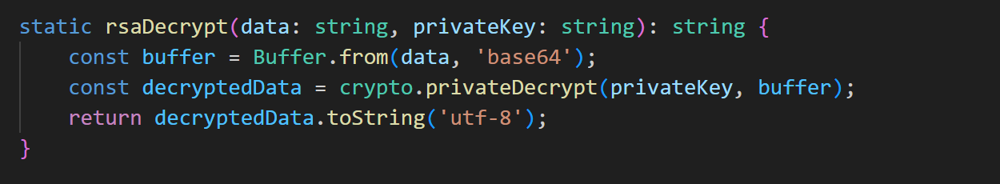 static rsaDecrypt(data: string, privateKey: string): string {
    const buffer = Buffer.from(data, 'base64');
    const decryptedData = crypto.privateDecrypt(privateKey, buffer);
    return decryptedData.toString('utf-8');
}